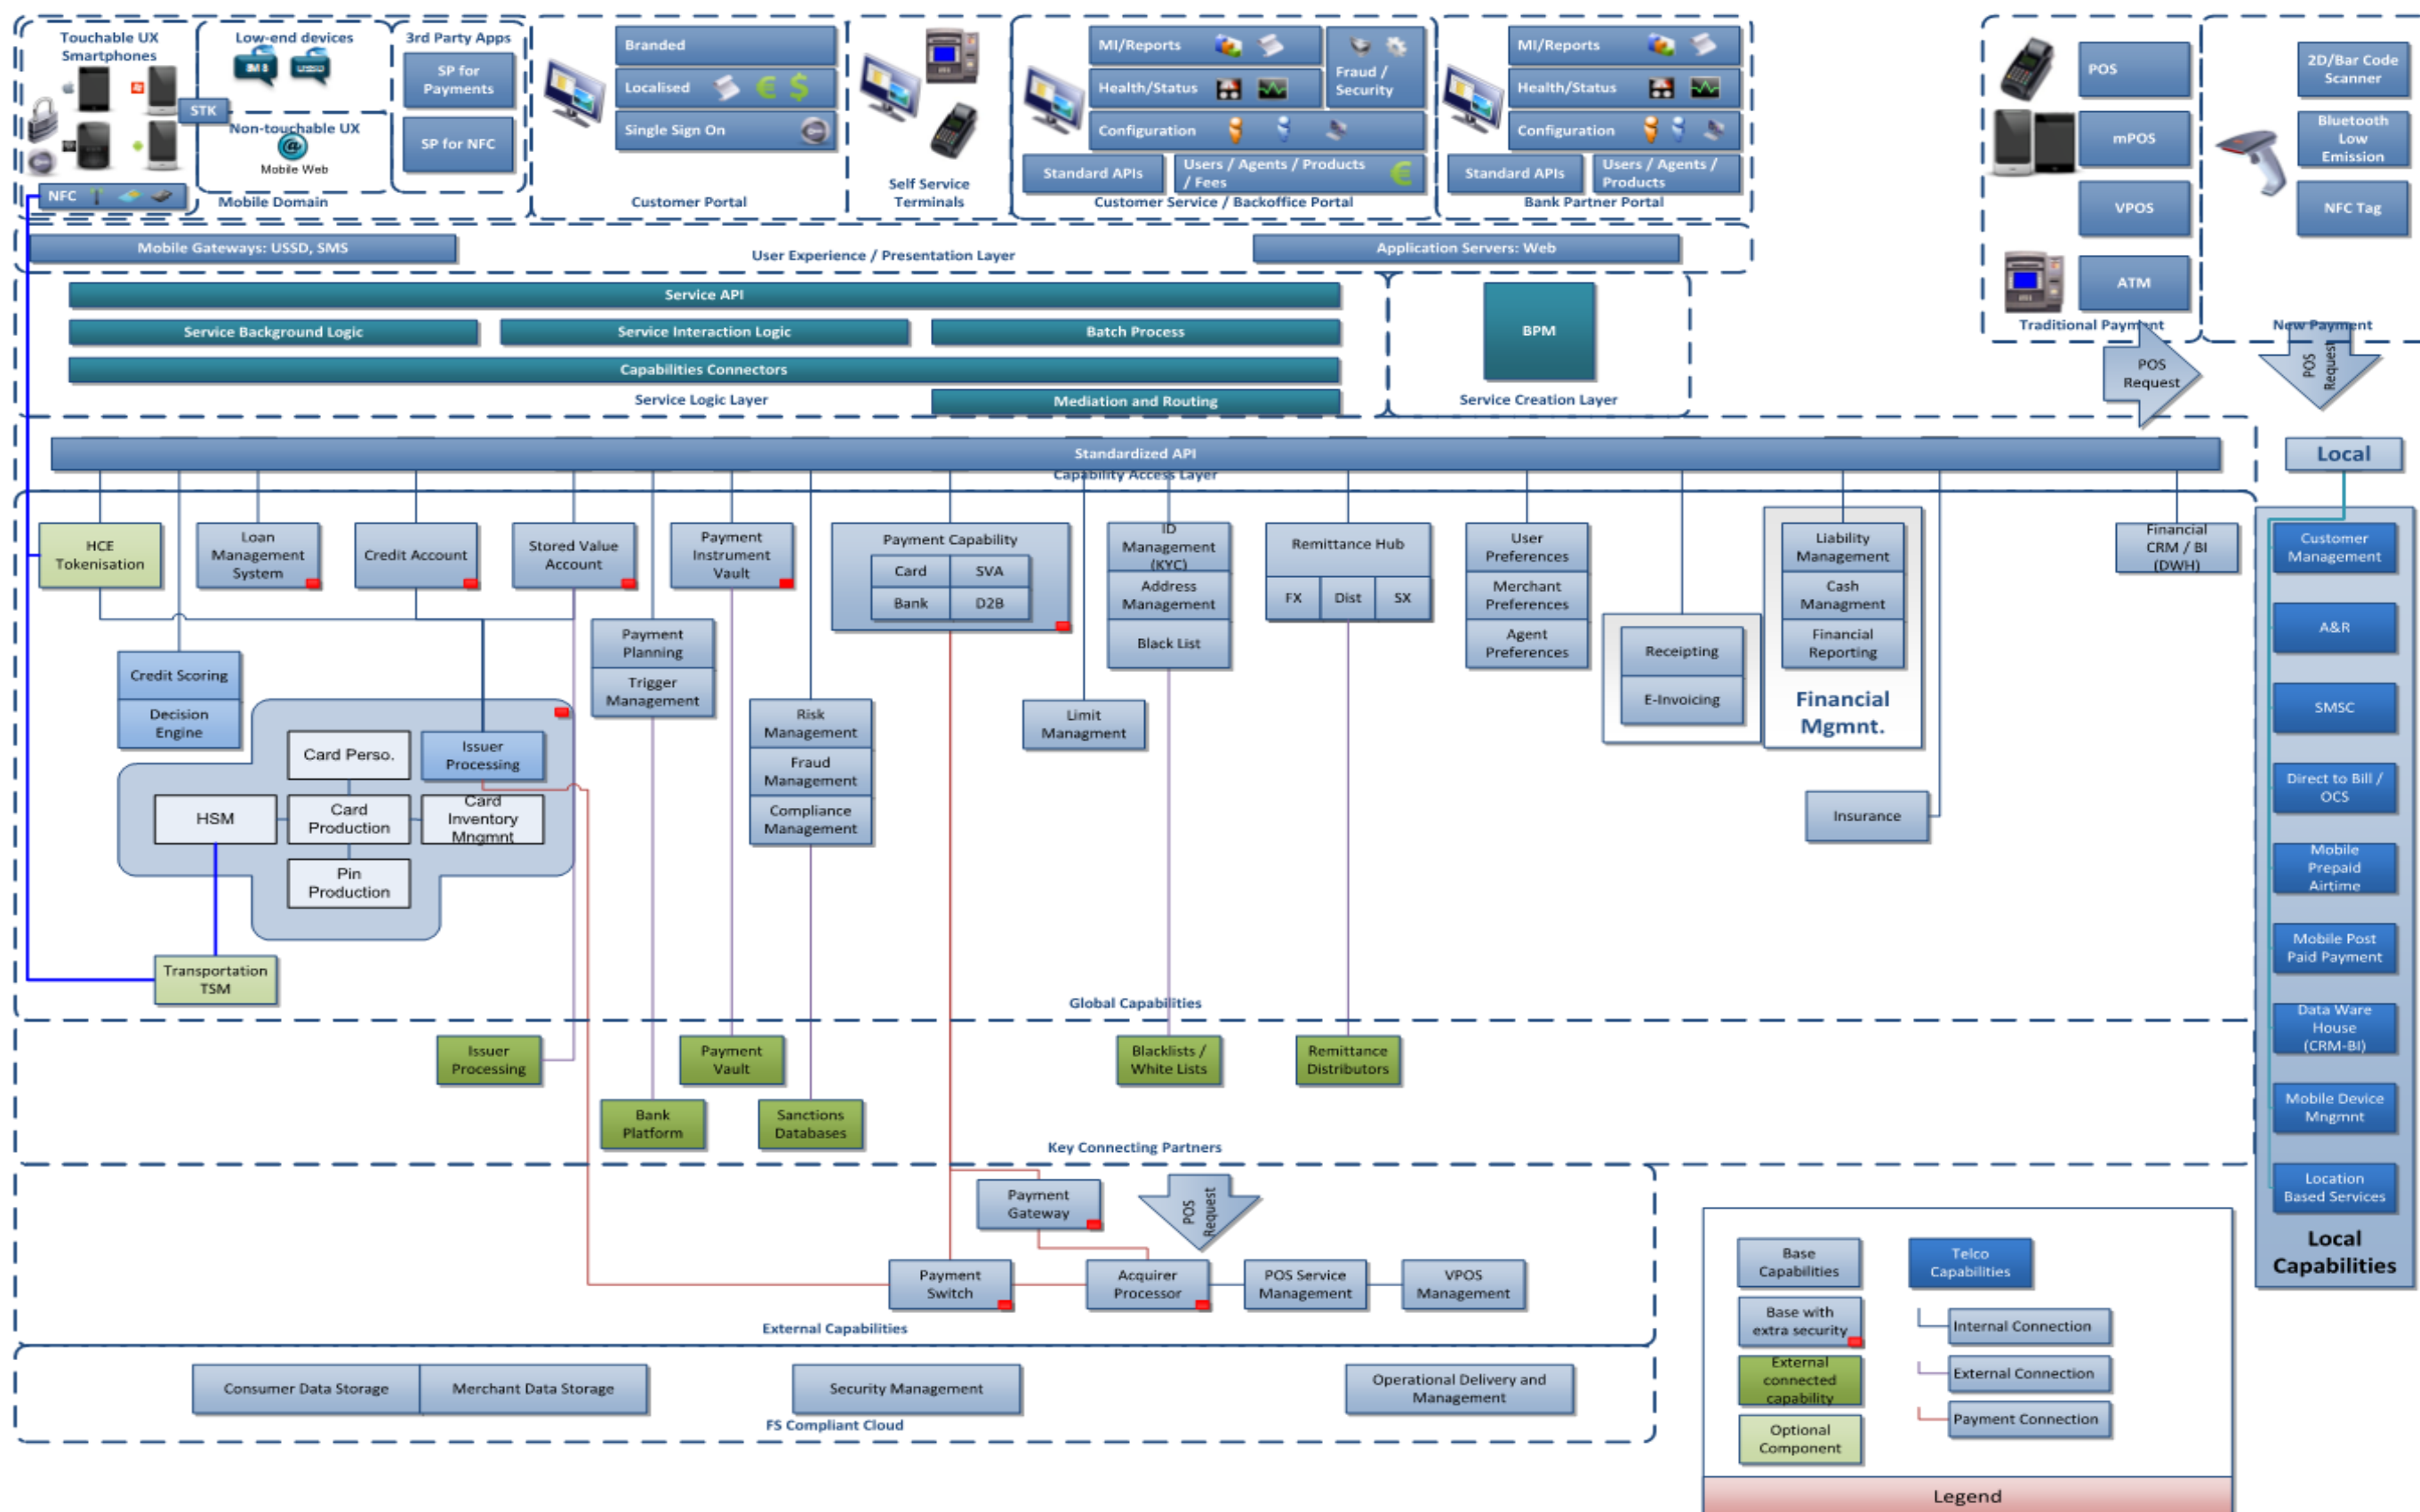 Touchable UX
Smartphones
Low-end devices
SMS
USSD
3rd Party Apps
SP for
Payments
SP for NFC
STK
Non-touchable UX
Mobile Web
NFC
Mobile Domain
Branded
Localised
Single Sign On
Customer Portal
Self Service
Terminals
MI/Reports
Health/Status
Fraud /
Security
Configuration
Standard APIs
Users / Agents / Products
/ Fees
Customer Service / Backoffice Portal
MI/Reports
Health/Status
Configuration
Standard APIs
Users / Agents /
Products
Bank Partner Portal
POS
mPOS
VPOS
ATM
Traditional Payment
2D/Bar Code
Scanner
Bluetooth
Low
Emission
NFC Tag
New Payment
POS
Request
POS
Request
Mobile Gateways: USSD, SMS
User Experience / Presentation Layer
Application Servers: Web
Service API
Service Background Logic
Service Interaction Logic
Batch Process
Capabilities Connectors
Service Logic Layer
Mediation and Routing
BPM
Service Creation Layer
Standardized API
Capability Access Layer
Local
HCE
Tokenisation
Loan
Management
System
Credit Account
Stored Value
Account
Payment
Instrument
Vault
Payment Capability
Card
SVA
Bank
D2B
ID
Management
(KYC)
Address
Management
Black List
Remittance Hub
FX
Dist
SX
User
Preferences
Merchant
Preferences
Agent
Preferences
Receipting
E-Invoicing
Liability
Management
Cash
Managment
Financial
Reporting
Financial
Mgmnt.
Financial
CRM / BI
(DWH)
Credit Scoring
Decision
Engine
Payment
Planning
Trigger
Management
Risk
Management
Fraud
Management
Compliance
Management
Limit
Managment
Insurance
Card Perso.
Issuer
Processing
HSM
Card
Production
Card
Inventory
Mngmnt
Pin
Production
Transportation
TSM
Global Capabilities
Issuer
Processing
Payment
Vault
Blacklists /
White Lists
Remittance
Distributors
Bank
Platform
Sanctions
Databases
Key Connecting Partners
Payment
Gateway
POS
Request
Payment
Switch
Acquirer
Processor
POS Service
Management
VPOS
Management
External Capabilities
Consumer Data Storage
Merchant Data Storage
Security Management
Operational Delivery and
Management
FS Compliant Cloud
Customer
Management
A&R
SMSC
Direct to Bill /
OCS
Mobile
Prepaid
Airtime
Mobile Post
Paid Payment
Data Ware
House
(CRM-BI)
Mobile Device
Mngmnt
Location
Based Services
Local
Capabilities
Base
Capabilities
Telco
Capabilities
Base with
extra security
Internal Connection
External
connected
capability
External Connection
Optional
Component
Payment Connection
Legend